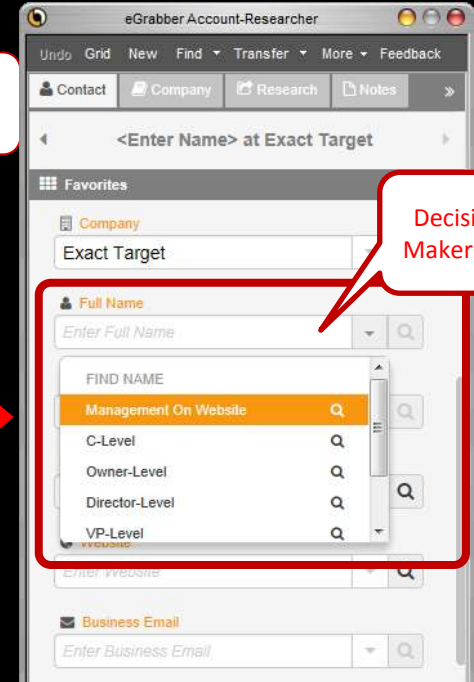 eGrabber Account-Researcher
Undo Grid New Find Transfer More Feedback
Contact Company Research Notes »
<Enter Name> at Exact Target
Favorites
Company
Exact Target
Full Name
Enter Full Name
FIND NAME
Management On Website
C-Level
Owner-Level
Director-Level
VP-Level
Website
Enter Website
Business Email
Enter Business Email